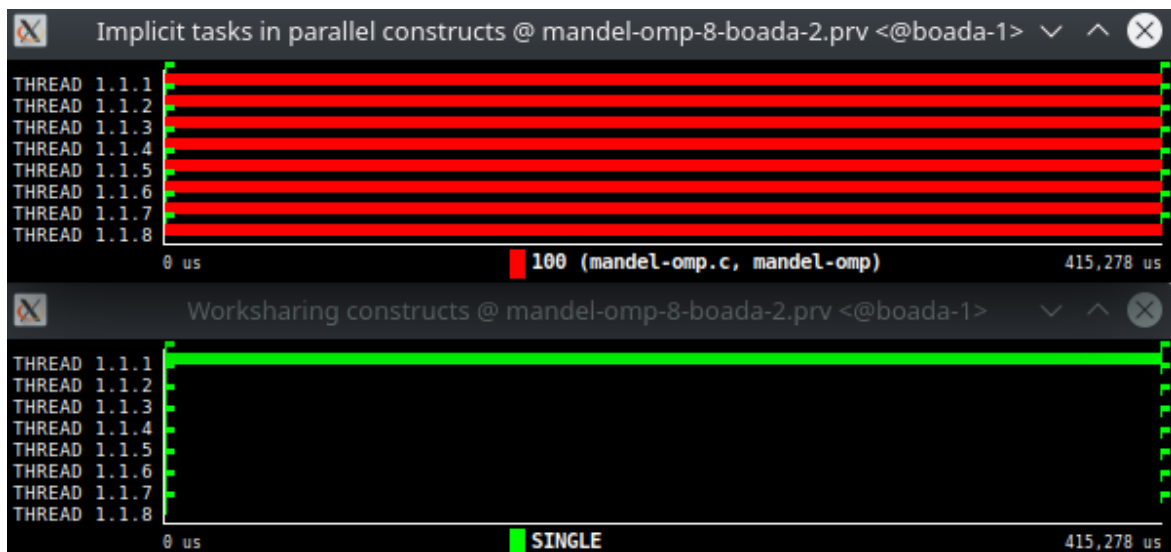 Implicit tasks in parallel constructs @ mandel-omp-8-boada-2.prv <@boada-1>
THREAD 1.1.1
THREAD 1.1.2
THREAD 1.1.3
THREAD 1.1.4
THREAD 1.1.5
THREAD 1.1.6
THREAD 1.1.7
THREAD 1.1.8
0 us 100 (mandel-omp.c, mandel-omp) 415,278 us
Worksharing constructs @ mandel-omp-8-boada-2.prv <@boada-1>
THREAD 1.1.1
THREAD 1.1.2
THREAD 1.1.3
THREAD 1.1.4
THREAD 1.1.5
THREAD 1.1.6
THREAD 1.1.7
THREAD 1.1.8
0 us SINGLE 415,278 us